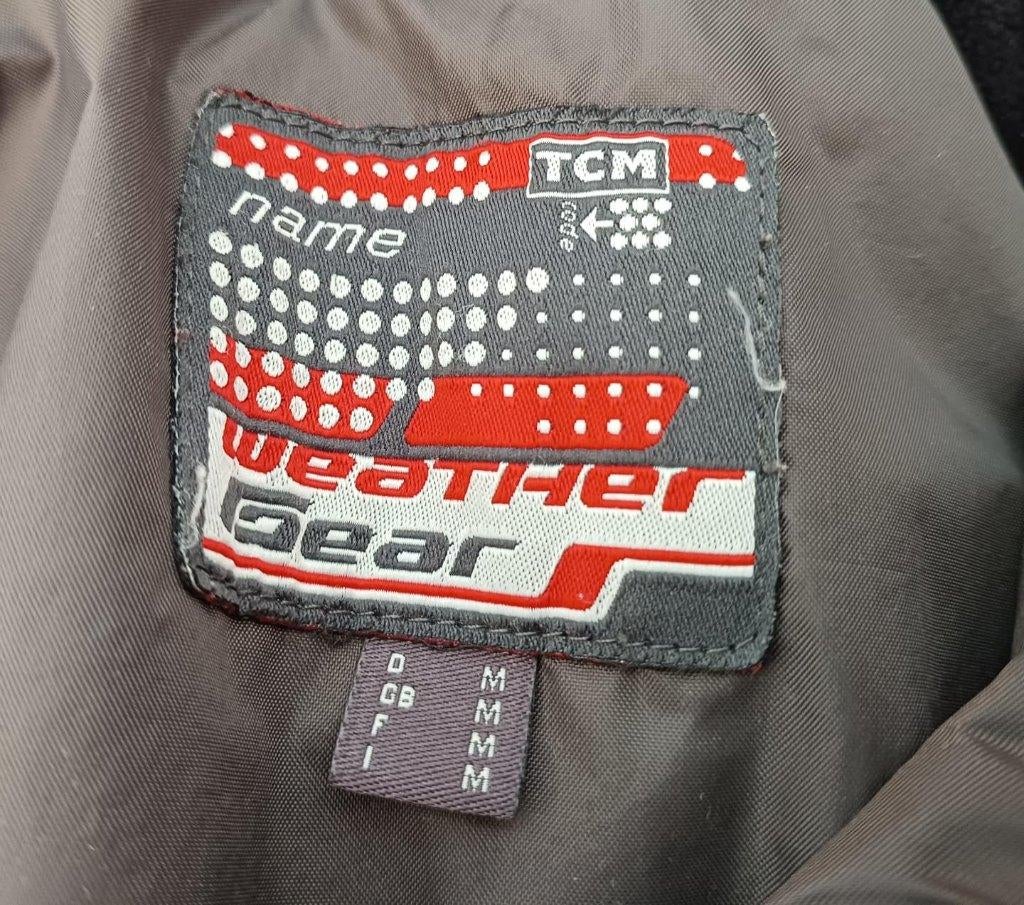 TCM
code
name
weather
Gear
D M
GB M
F M
I M